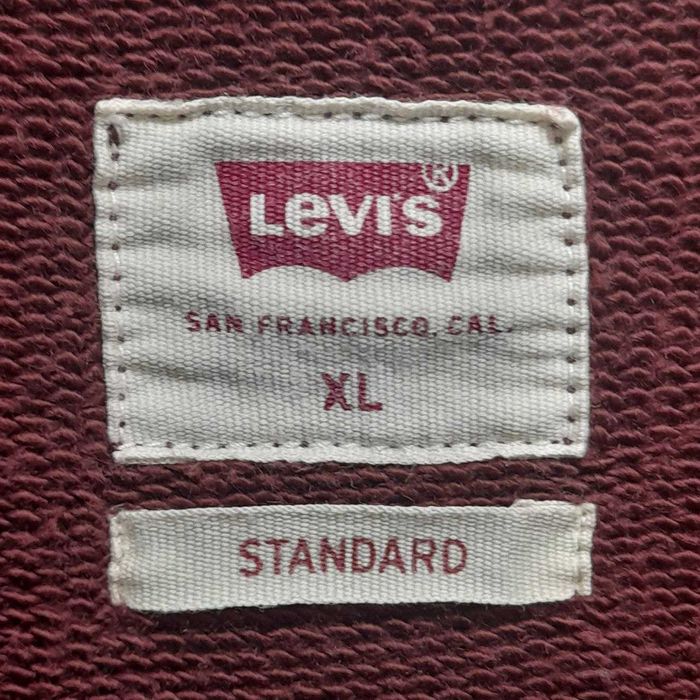 LEVI'S®
SAN FRANCISCO, CAL.
XL
STANDARD